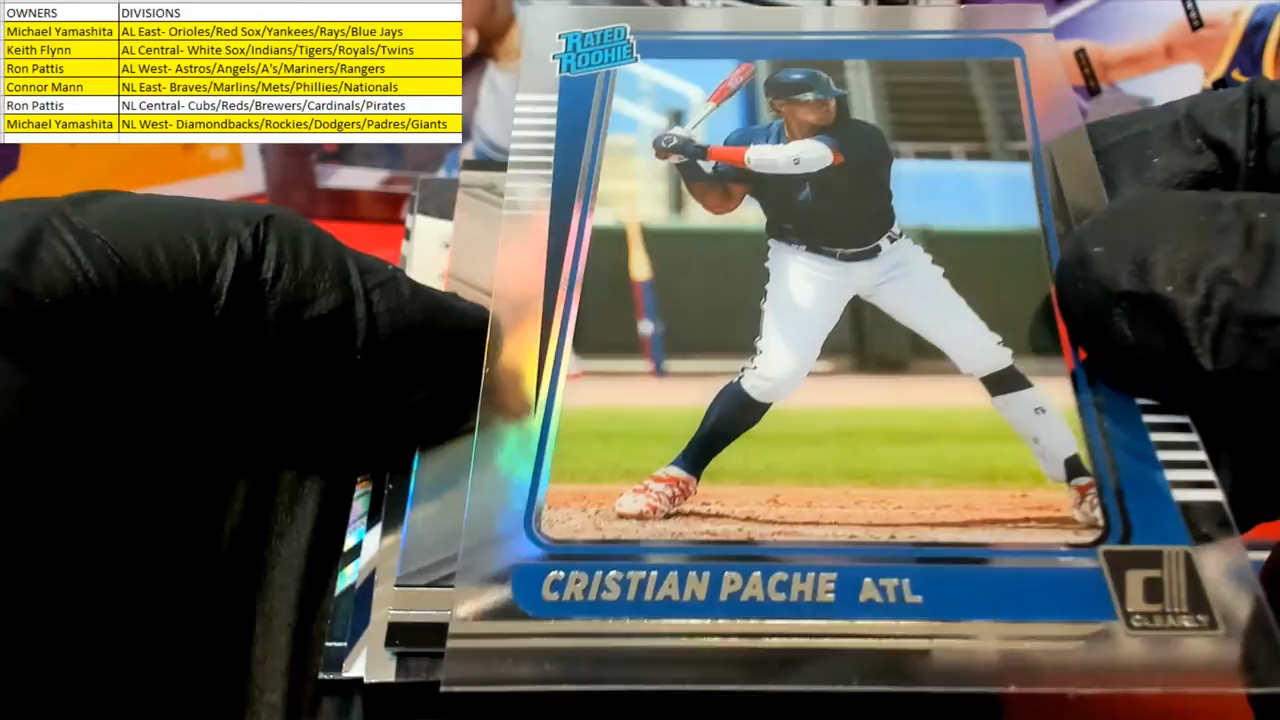 OWNERS DIVISIONS
Michael Yamashita AL East- Orioles/Red Sox/Yankees/Rays/Blue Jays
Keith Flynn AL Central- White Sox/Indians/Tigers/Royals/Twins
Ron Pattis AL West- Astros/Angels/A's/Mariners/Rangers
Connor Mann NL East- Braves/Marlins/Mets/Phillies/Nationals
Ron Pattis NL Central- Cubs/Reds/Brewers/Cardinals/Pirates
Michael Yamashita NL West- Diamondbacks/Rockies/Dodgers/Padres/Giants
RATED
ROOKIE
CRISTIAN PACHE ATL
CLEARLY